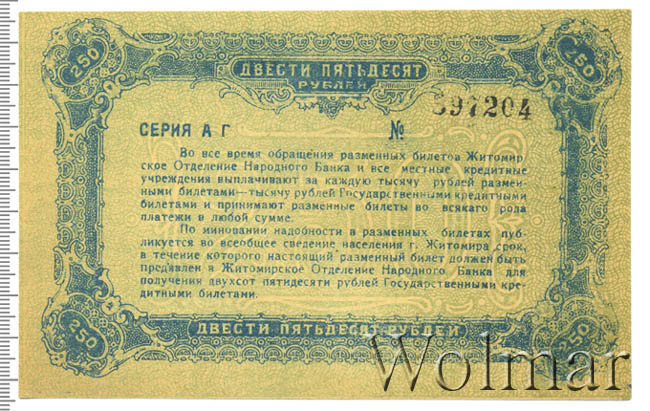 250 250
ДВЕСТИ ПЯТЬДЕСЯТ
РУБЛЕЙ
397204
СЕРИЯ А Г №
Во все время обращения разменных билетов Житомир
ское Отделение Народного Банка и все местные кредитные
учреждения выплачивают за каждую тысячу рублей размен-
ными билетами—тысячу рублей Государственными кредитными
билетами и принимают разменные билеты во всякаго рода
платежи в любой сумме.
По миновании надобности в разменных билетах пуб-
ликуется во всеобщее сведение населения г. Житомира срок,
в течение которого настоящий разменный билет должен быть
предъявлен в Житомирское Отделение Народного Банка для
получения двухсот пятидесяти рублей Государственными кре-
дитными билетами.
250 250
ДВЕСТИ ПЯТЬДЕСЯТ РУБЛЕЙ
Wolmar